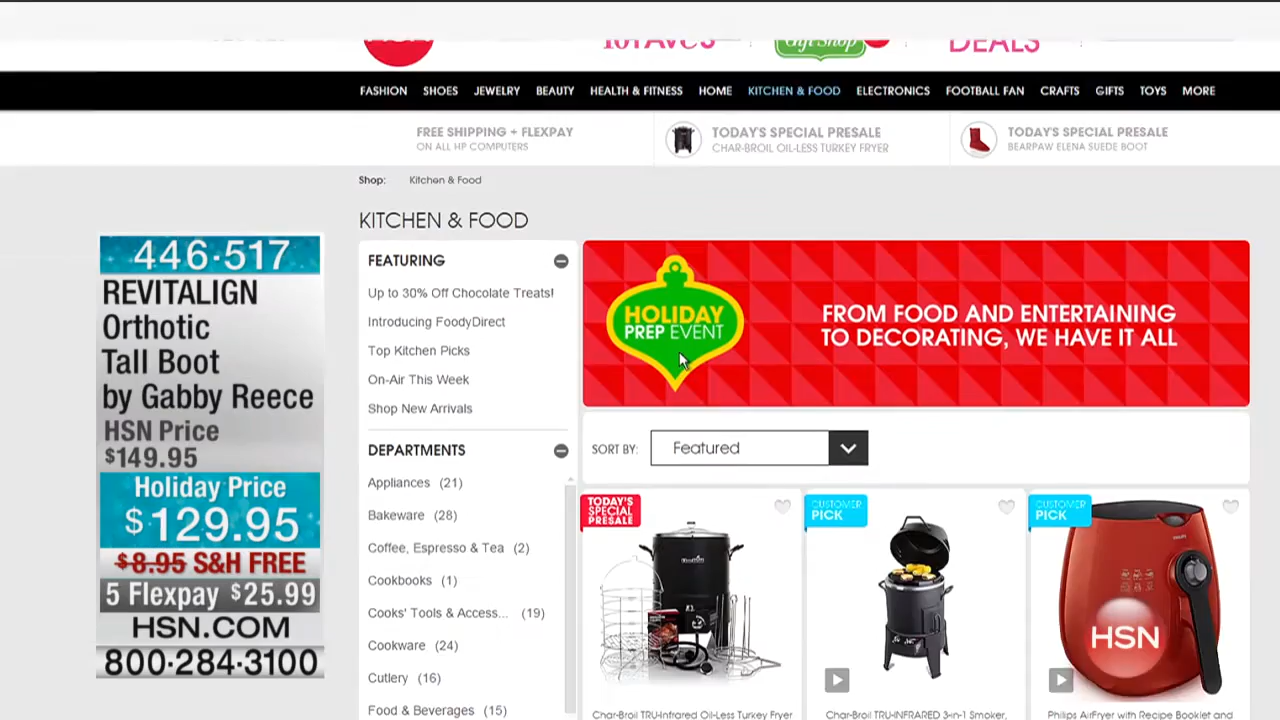 DEALS
Gift Shop
FASHION SHOES JEWELRY BEAUTY HEALTH & FITNESS HOME KITCHEN & FOOD ELECTRONICS FOOTBALL FAN CRAFTS GIFTS TOYS MORE
FREE SHIPPING + FLEXPAY
ON ALL HP COMPUTERS
TODAY'S SPECIAL PRESALE
CHAR-BROIL OIL-LESS TURKEY FRYER
TODAY'S SPECIAL PRESALE
BEARPAW ELENA SUEDE BOOT
Shop: Kitchen & Food
KITCHEN & FOOD
446-517
REVITALIGN
Orthotic
Tall Boot
by Gabby Reece
HSN Price
$149.95
Holiday Price
$129.95
$8.95 S&H FREE
5 Flexpay $25.99
HSN.COM
800-284-3100
FEATURING
Up to 30% Off Chocolate Treats!
Introducing FoodyDirect
Top Kitchen Picks
On-Air This Week
Shop New Arrivals
DEPARTMENTS
Appliances (21)
Bakeware (28)
Coffee, Espresso & Tea (2)
Cookbooks (1)
Cooks' Tools & Access... (19)
Cookware (24)
Cutlery (16)
Food & Beverages (15)
HOLIDAY
PREP EVENT
FROM FOOD AND ENTERTAINING
TO DECORATING, WE HAVE IT ALL
SORT BY: Featured
TODAY'S
SPECIAL
PRESALE
CUSTOMER
PICK
CUSTOMER
PICK
HSN
Char-Broil TRU-Infrared Oil-Less Turkey Fryer
Char-Broil TRU-INFRARED 3-in-1 Smoker,
Philips AirFryer with Recipe Booklet and